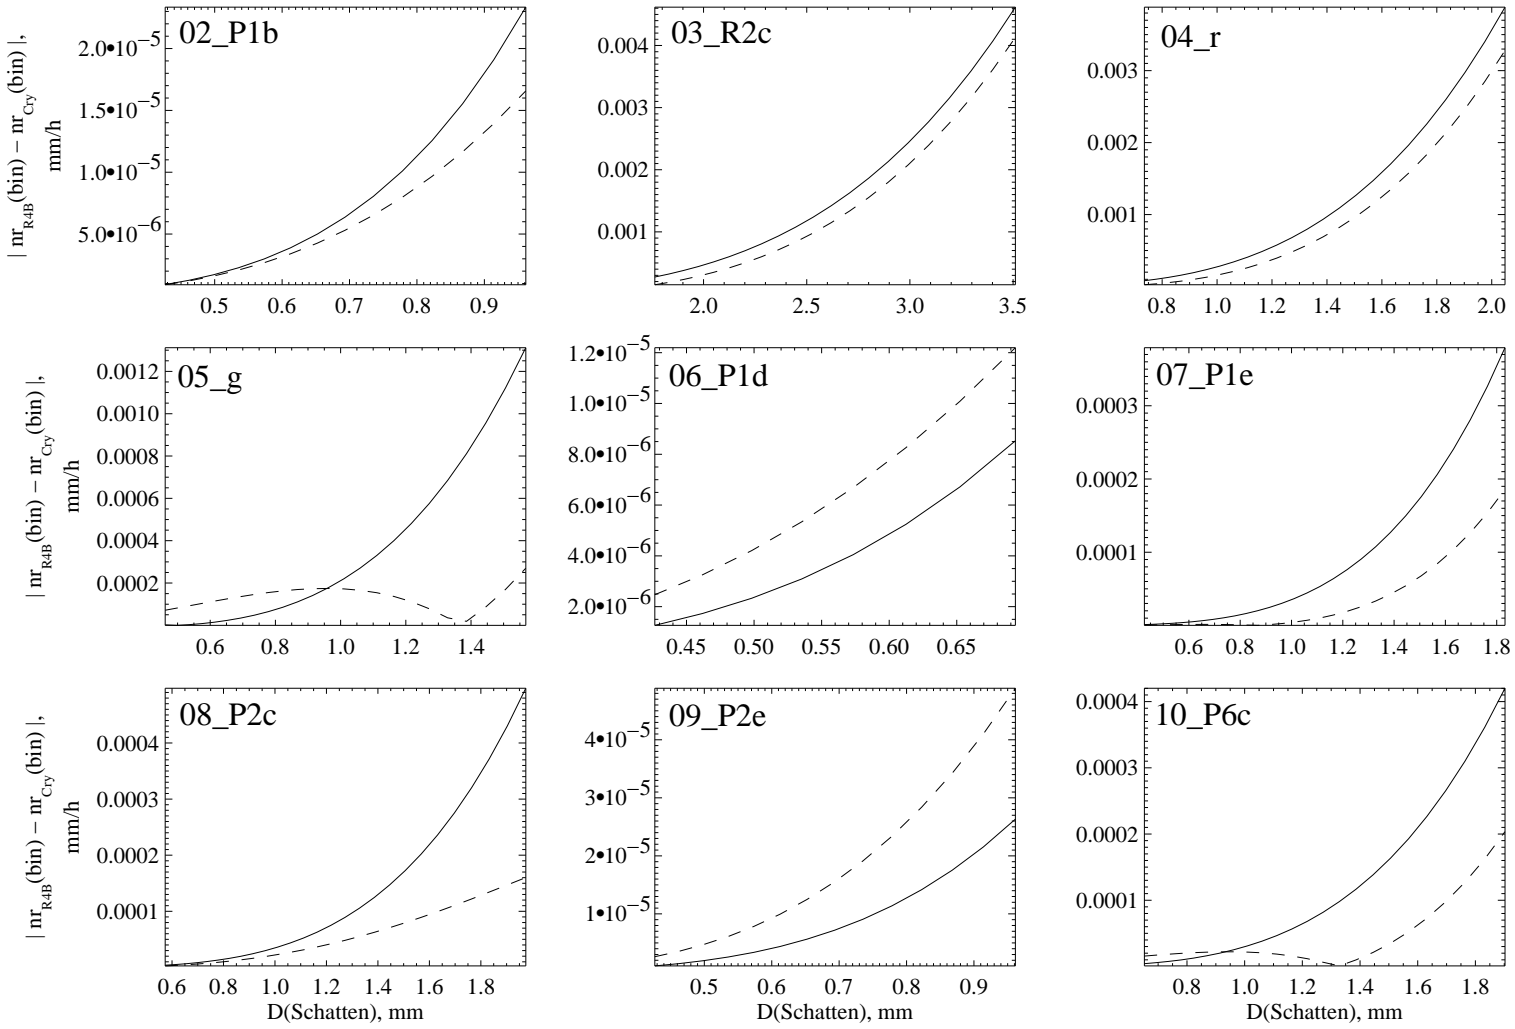 | nr_R4B(bin) − nr_Cry(bin) |,
mm/h
02_P1b
2.0•10^−5
1.5•10^−5
1.0•10^−5
5.0•10^−6
0.5 0.6 0.7 0.8 0.9
03_R2c
0.004
0.003
0.002
0.001
2.0 2.5 3.0 3.5
04_r
0.003
0.002
0.001
1.0 1.2 1.4 1.6 1.8 2.0
| nr_R4B(bin) − nr_Cry(bin) |,
mm/h
05_g
0.0012
0.0010
0.0008
0.0006
0.0004
0.0002
0.6 0.8 1.0 1.2 1.4
06_P1d
12•10^−5
1.0•10^−5
8.0•10^−6
6.0•10^−6
4.0•10^−6
2.0•10^−6
0.45 0.50 0.55 0.60 0.65
07_P1e
0.0003
0.0002
0.0001
0.6 0.8 1.0 1.2 1.4 1.6 1.8
| nr_R4B(bin) − nr_Cry(bin) |,
mm/h
08_P2c
0.0004
0.0003
0.0002
0.0001
0.6 0.8 1.0 1.2 1.4 1.6 1.8
D(Schatten), mm
09_P2e
4•10^−5
3•10^−5
2•10^−5
1•10^−5
0.5 0.6 0.7 0.8 0.9
D(Schatten), mm
10_P6c
0.0004
0.0003
0.0002
0.0001
0.8 1.0 1.2 1.4 1.6 1.8
D(Schatten), mm